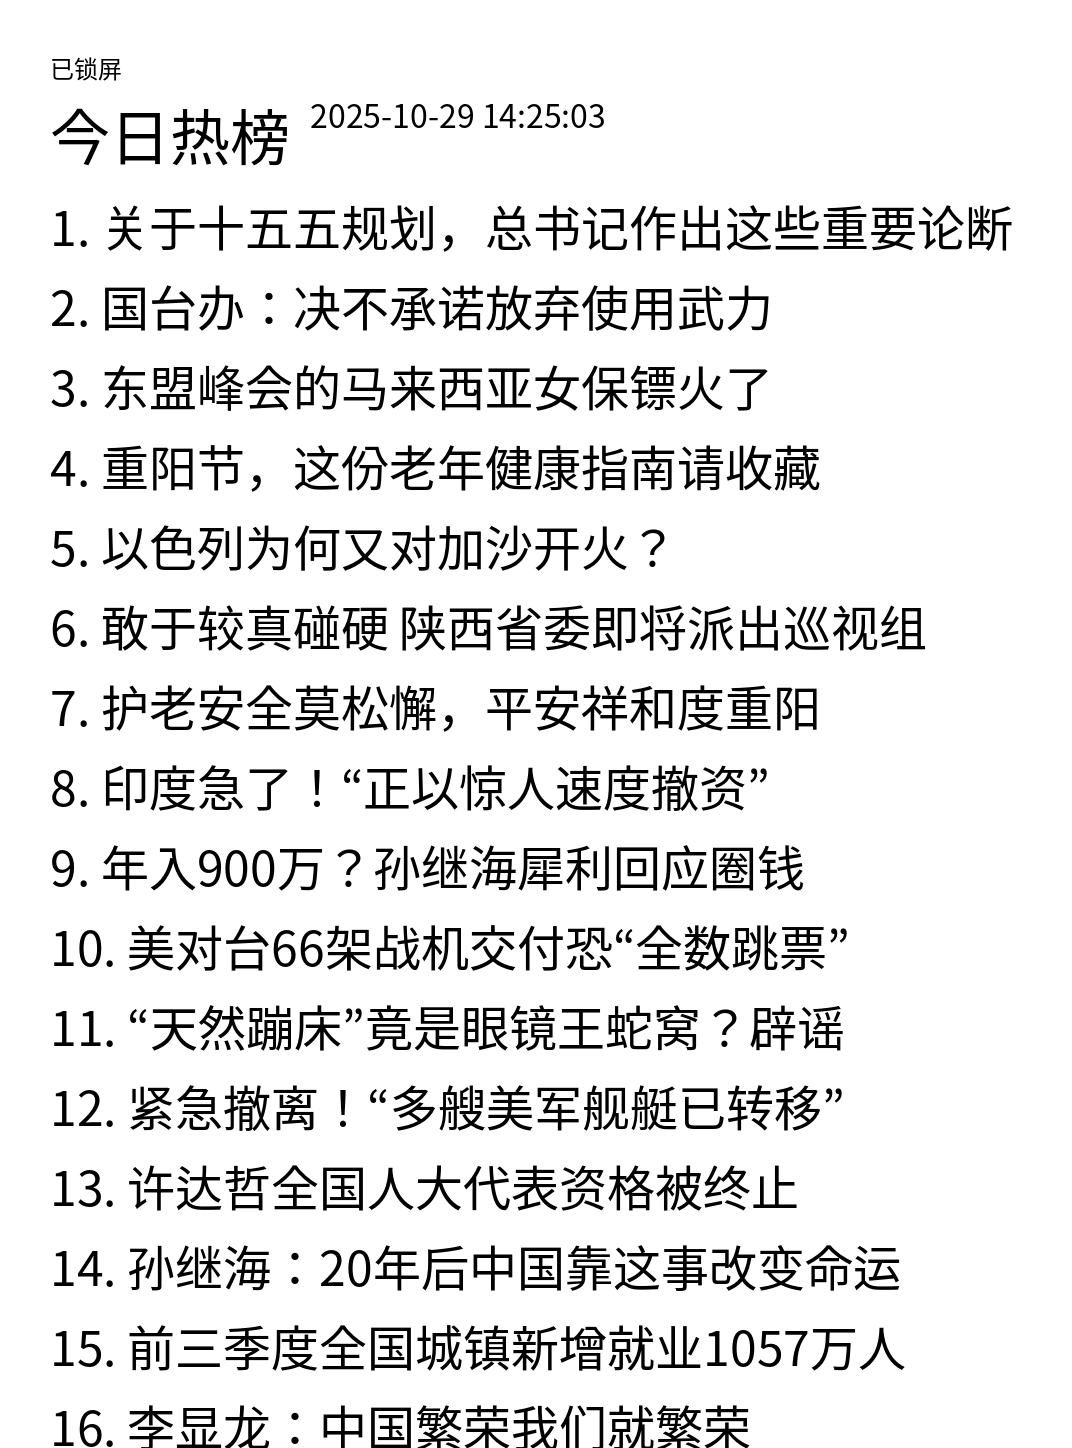 已锁屏
今日热榜 2025-10-29 14:25:03
1. 关于十五五规划，总书记作出这些重要论断
2. 国台办：决不承诺放弃使用武力
3. 东盟峰会的马来西亚女保镖火了
4. 重阳节，这份老年健康指南请收藏
5. 以色列为何又对加沙开火？
6. 敢于较真碰硬 陕西省委即将派出巡视组
7. 护老安全莫松懈，平安祥和度重阳
8. 印度急了！“正以惊人速度撤资”
9. 年入900万？孙继海犀利回应圈钱
10. 美对台66架战机交付恐“全数跳票”
11. “天然蹦床”竟是眼镜王蛇窝？辟谣
12. 紧急撤离！“多艘美军舰艇已转移”
13. 许达哲全国人大代表资格被终止
14. 孙继海：20年后中国靠这事改变命运
15. 前三季度全国城镇新增就业1057万人
16. 李显龙：中国繁荣我们就繁荣